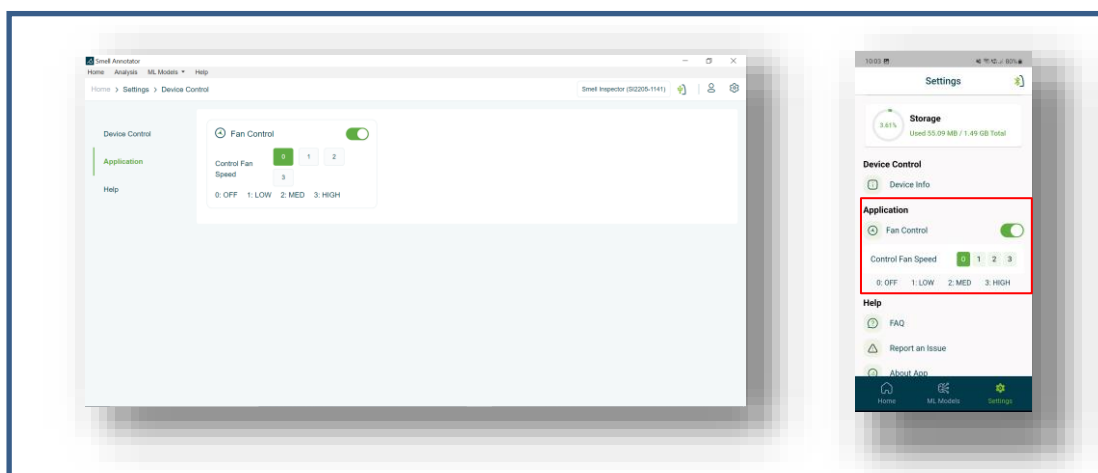 Smell Annotator
Home Analysis ML Models Help
Home > Settings > Device Control
Smell Inspector (SI2205-1141)
Device Control
Application
Help
Fan Control
Control Fan Speed
0 1 2
3
0: OFF 1: LOW 2: MED 3: HIGH
10:03
60%
Settings
3.61%
Storage
Used 55.09 MB / 1.49 GB Total
Device Control
Device Info
Application
Fan Control
Control Fan Speed 0 1 2 3
0: OFF 1: LOW 2: MED 3: HIGH
Help
FAQ
Report an Issue
About App
Home ML Models Settings